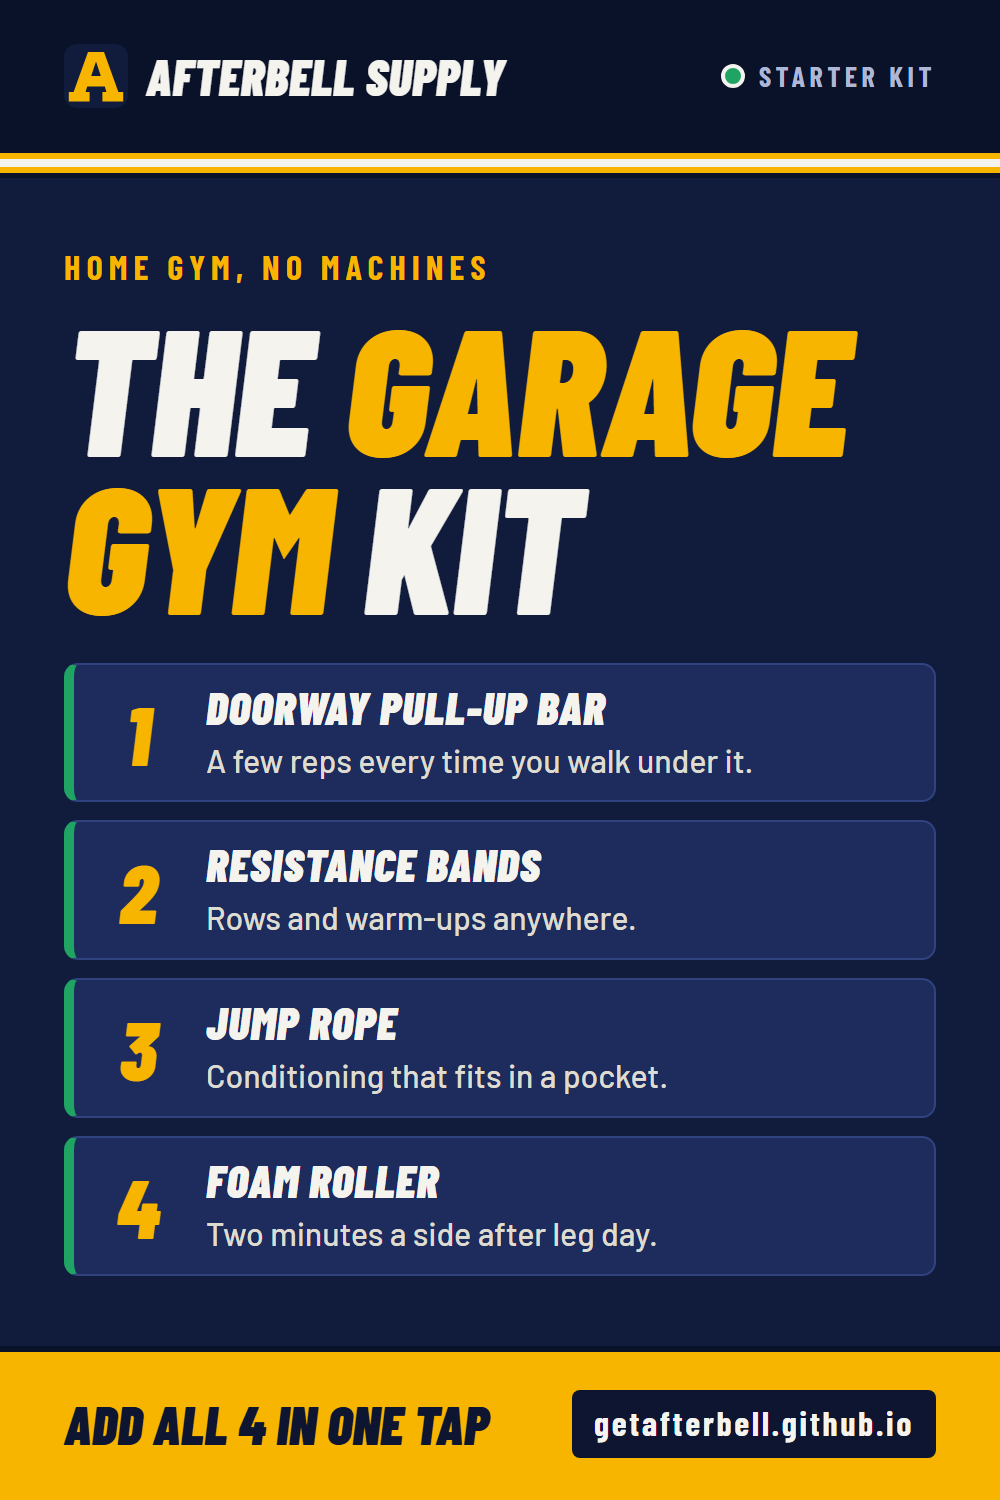 A AFTERBELL SUPPLY
STARTER KIT
HOME GYM, NO MACHINES
THE GARAGE
GYM KIT
1
DOORWAY PULL-UP BAR
A few reps every time you walk under it.
2
RESISTANCE BANDS
Rows and warm-ups anywhere.
3
JUMP ROPE
Conditioning that fits in a pocket.
4
FOAM ROLLER
Two minutes a side after leg day.
ADD ALL 4 IN ONE TAP
getafterbell.github.io